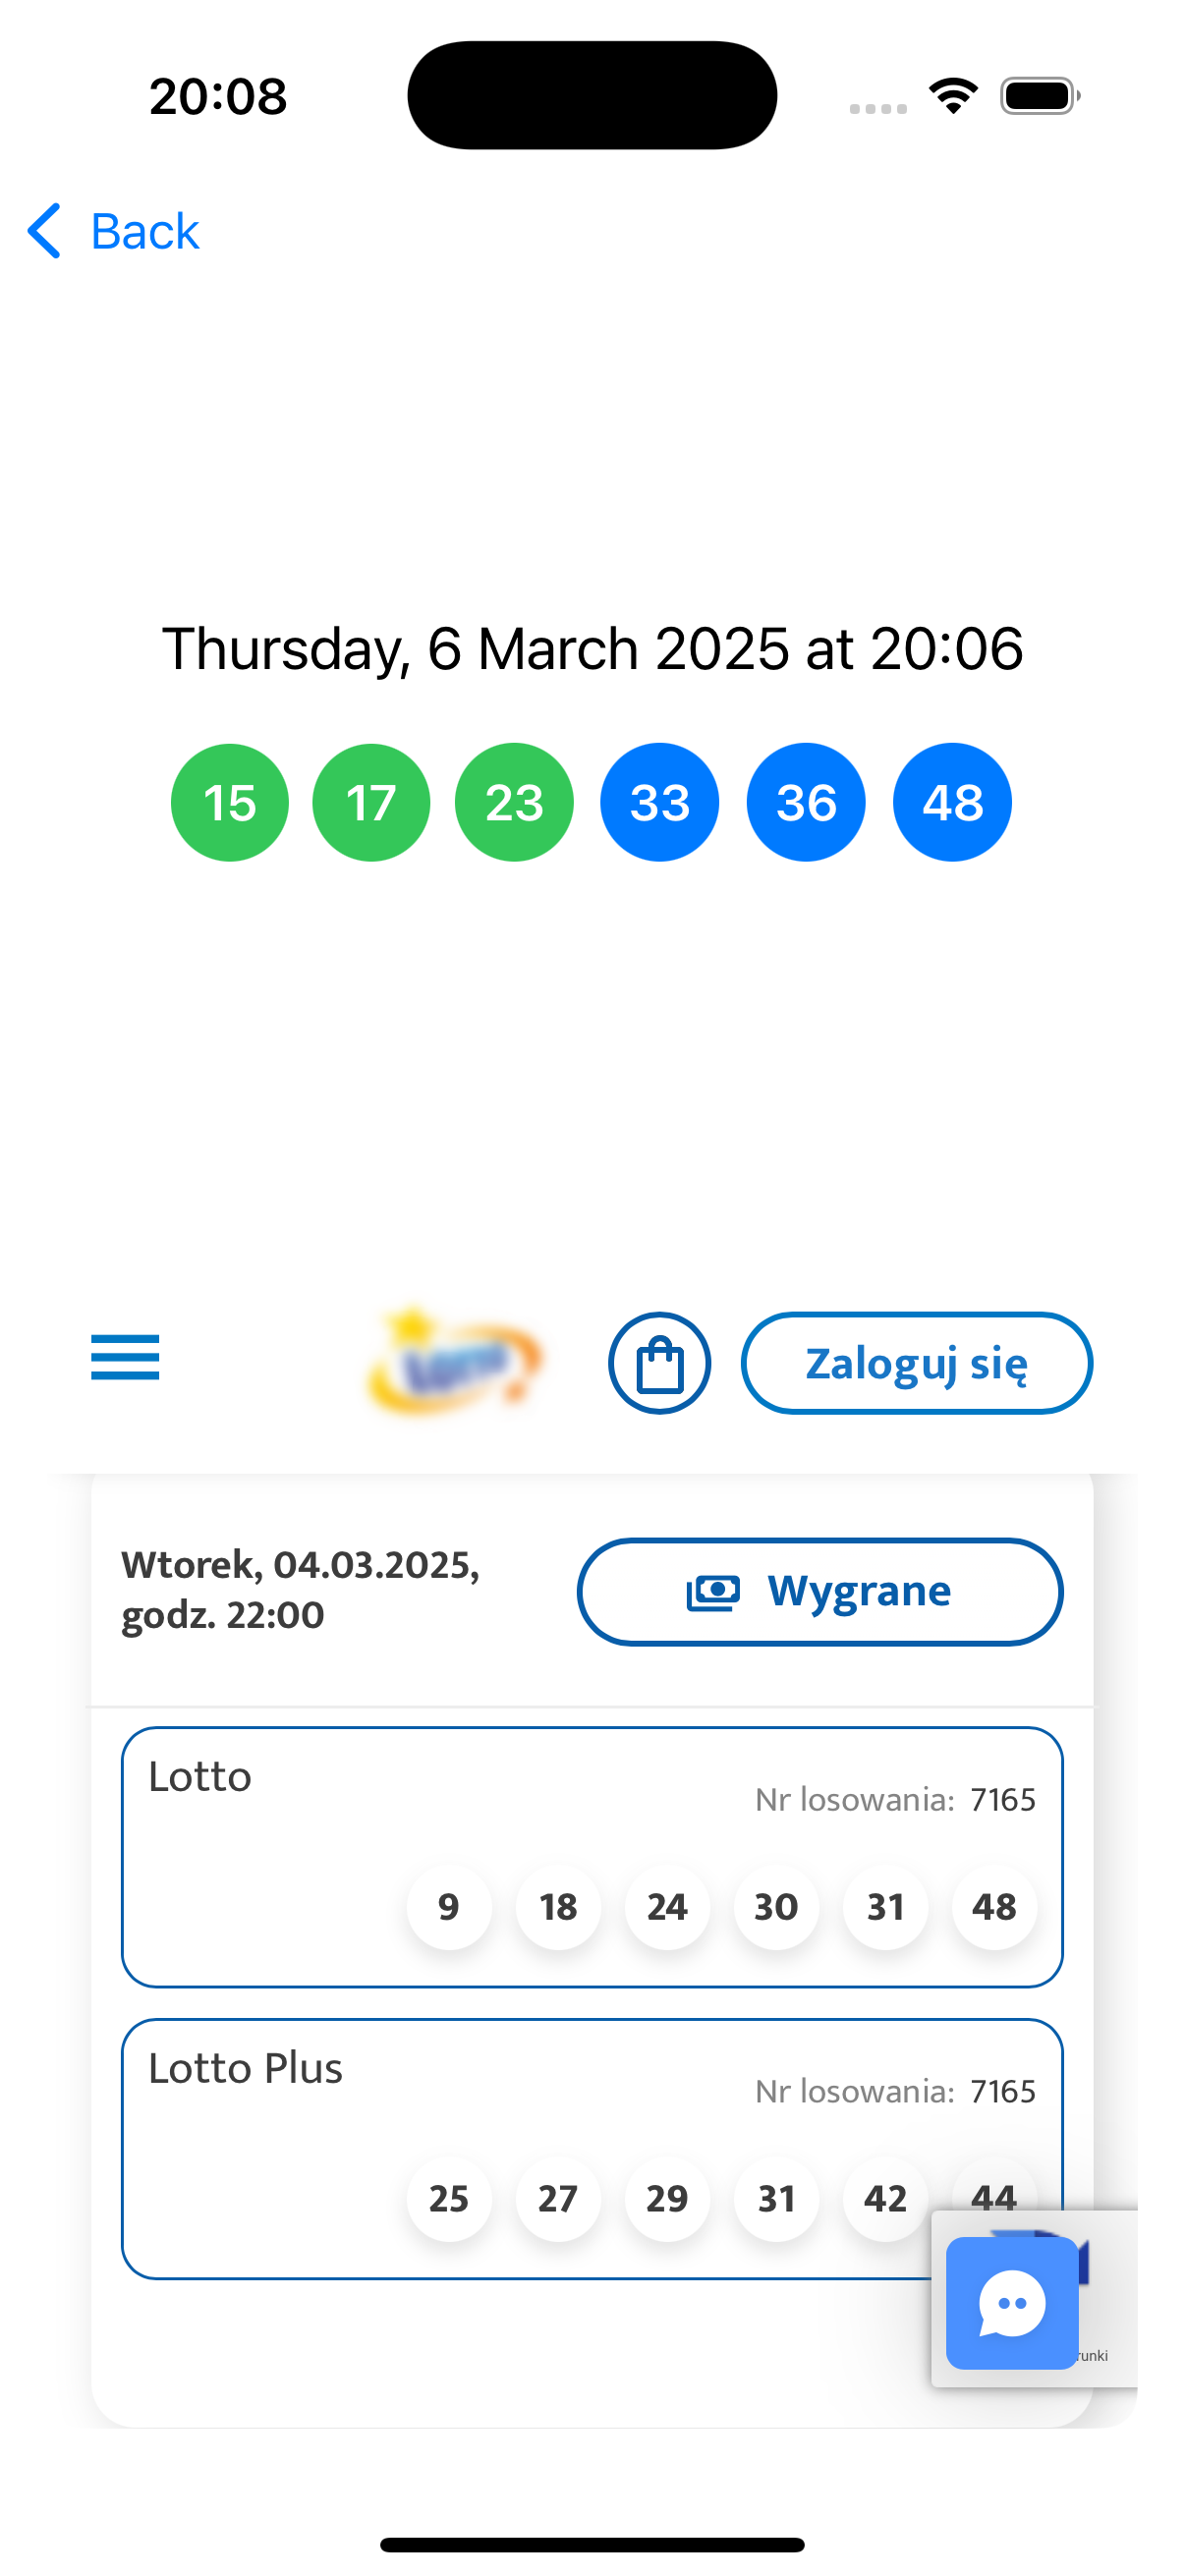 20:08
Back
Thursday, 6 March 2025 at 20:06
15 17 23 33 36 48
Zaloguj się
Wtorek, 04.03.2025,
godz. 22:00
Wygrane
Lotto
Nr losowania: 7165
9 18 24 30 31 48
Lotto Plus
Nr losowania: 7165
25 27 29 31 42 44